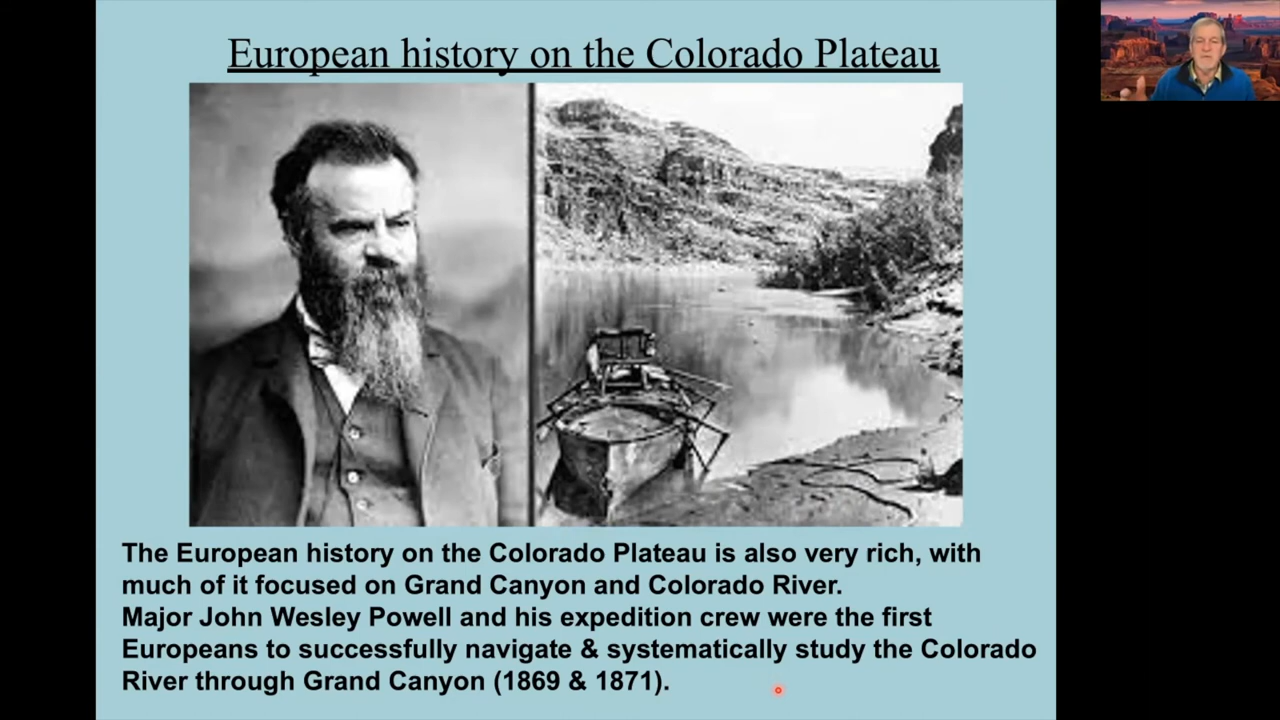 European history on the Colorado Plateau
The European history on the Colorado Plateau is also very rich, with
much of it focused on Grand Canyon and Colorado River.
Major John Wesley Powell and his expedition crew were the first
Europeans to successfully navigate & systematically study the Colorado
River through Grand Canyon (1869 & 1871).